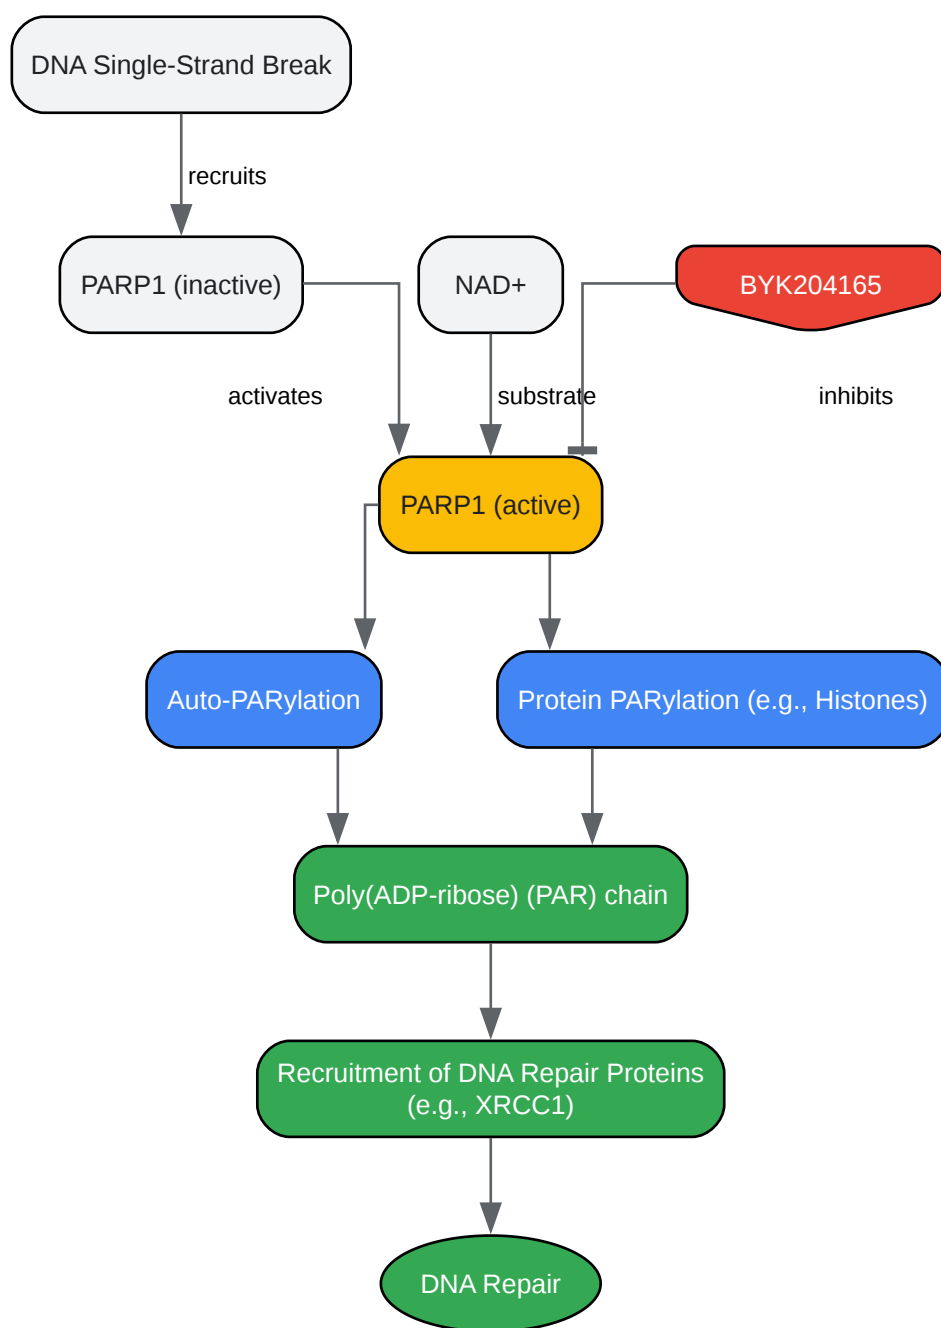 DNA Single-Strand Break
recruits
PARP1 (inactive)
NAD+
BYK204165
activates
substrate
inhibits
PARP1 (active)
Auto-PARylation
Protein PARylation (e.g., Histones)
Poly(ADP-ribose) (PAR) chain
Recruitment of DNA Repair Proteins
(e.g., XRCC1)
DNA Repair